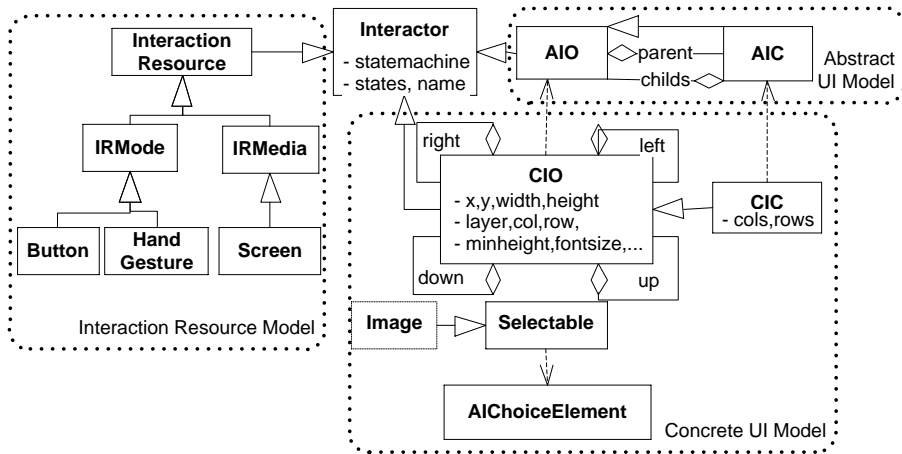 Interaction
Resource
Interactor
- statemachine
- states, name
AIO
parent
childs
AIC
Abstract
UI Model
IRMode
IRMedia
Button
Hand
Gesture
Screen
Interaction Resource Model
right
left
CIO
- x,y,width,height
- layer,col,row,
- minheight,fontsize,...
down
up
CIC
- cols,rows
Image
Selectable
AIChoiceElement
Concrete UI Model